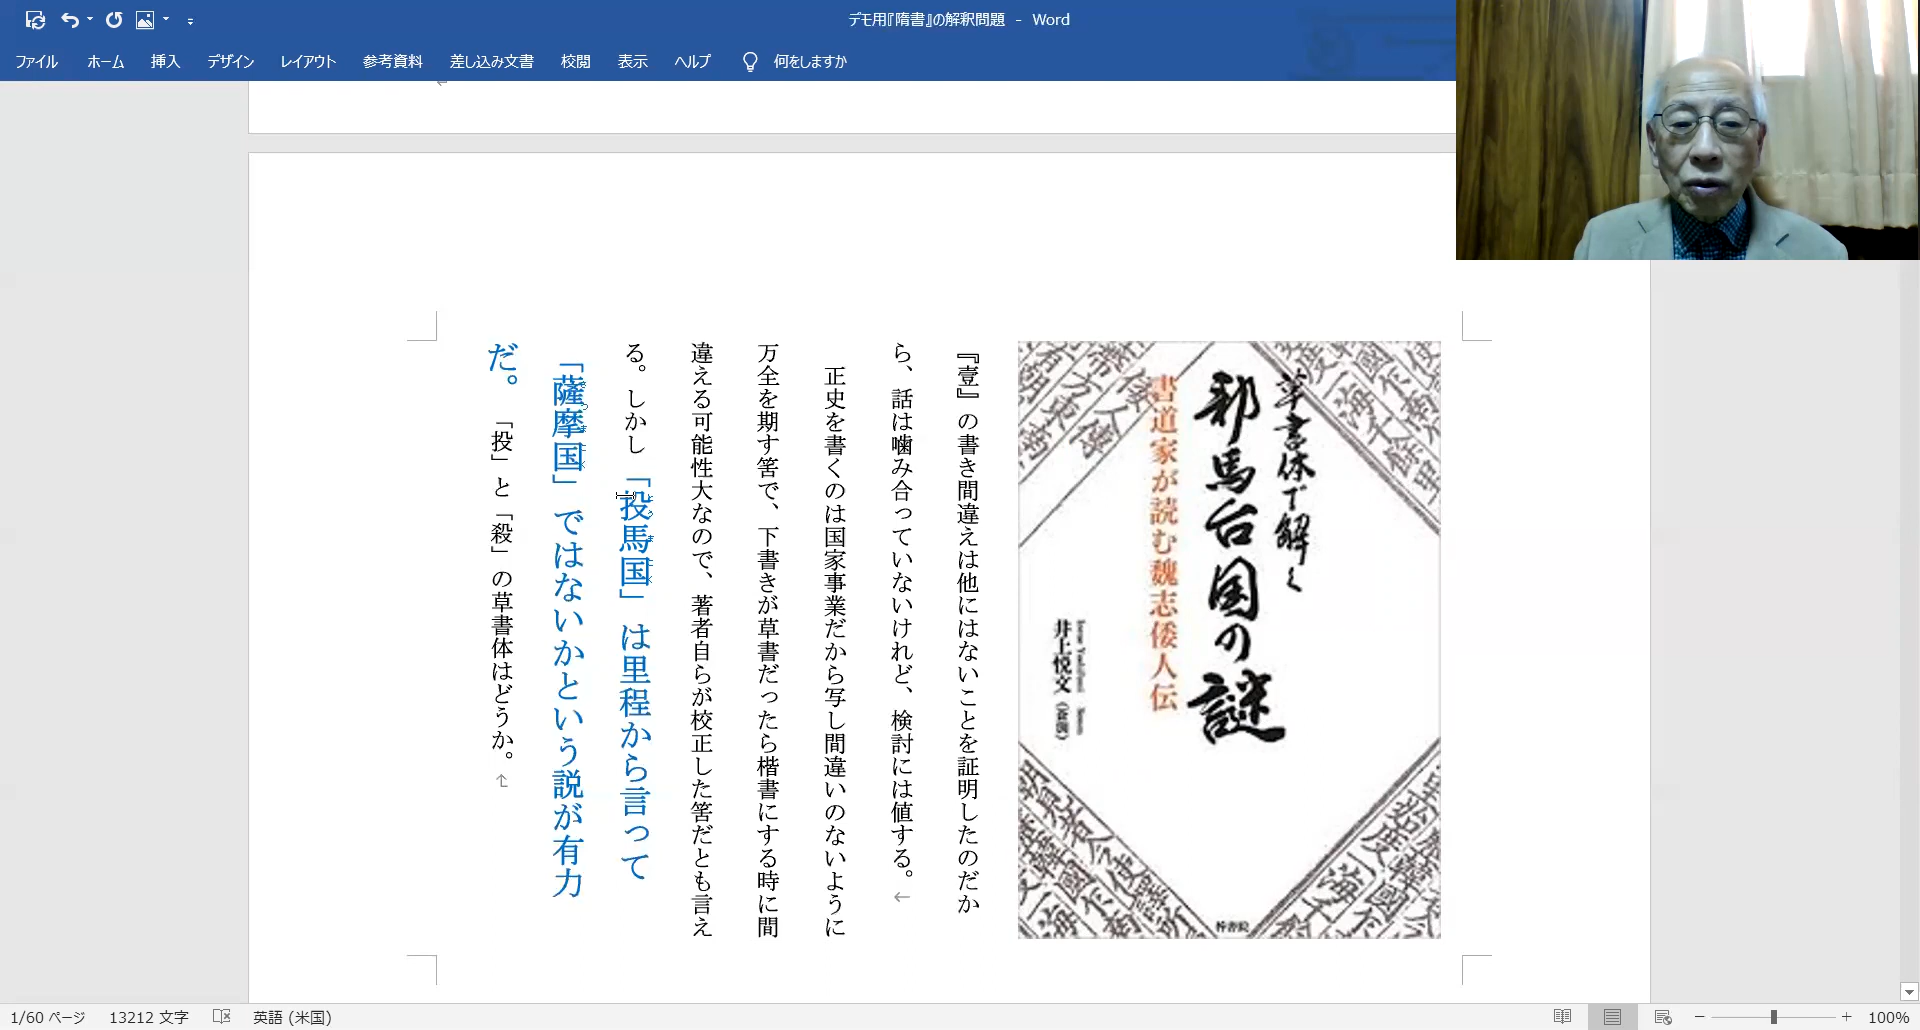 デモ用『隋書』の解釈問題 - Word
ファイル ホーム 挿入 デザイン レイアウト 参考資料 差し込み文書 校閲 表示 ヘルプ 何をしますか
草書体で解く
邪馬台国の謎
書道家が読む魏志倭人伝
井上悦文
『壹』の書き間違えは他にはないことを証明したのだか
ら、話は噛み合っていないけれど、検討には値する。
正史を書くのは国家事業だから写し間違いのないように
万全を期す筈で、下書きが草書だったら楷書にする時に間
違える可能性大なので、著者自らが校正した筈だとも言え
る。しかし「投馬国」は里程から言って
「薩摩国」ではないかという説が有力
だ。「投」と「殺」の草書体はどうか。
1/60 ページ 13212 文字 英語 (米国) 100%